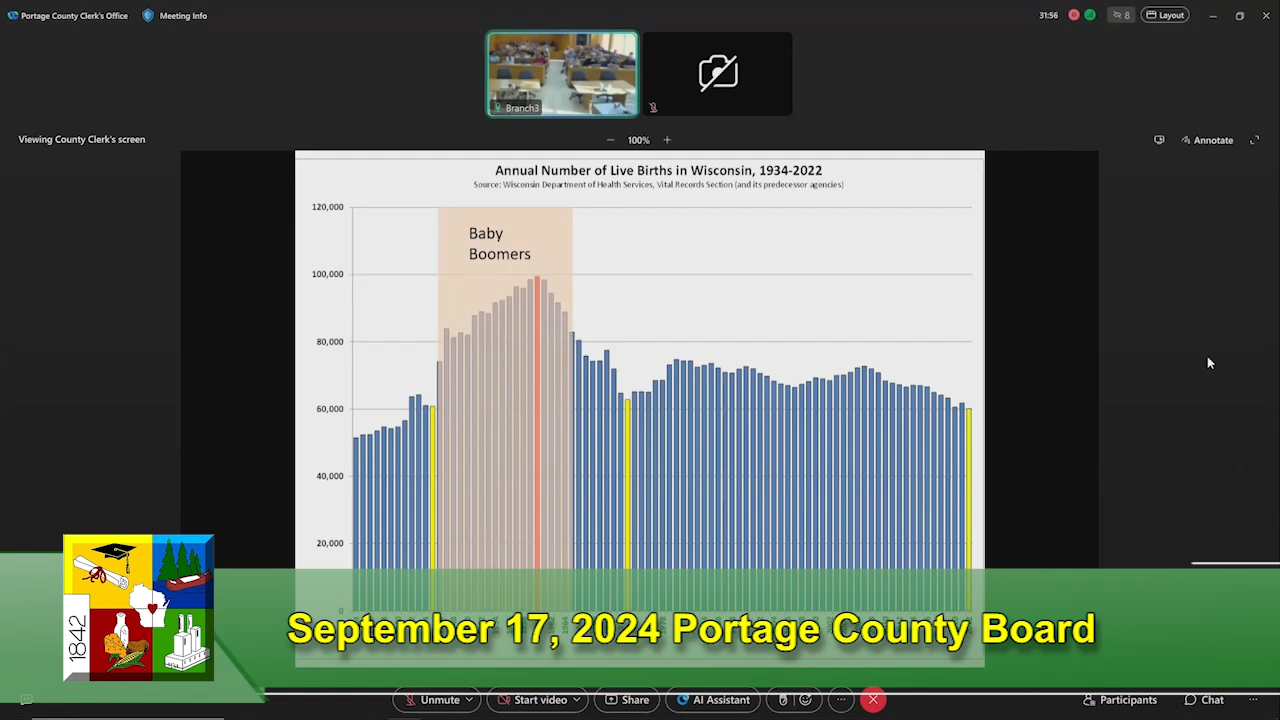 Portage County Clerk's Office
Meeting Info
31:56
8
Layout
Branch3
Viewing County Clerk's screen
100%
Annotate
Annual Number of Live Births in Wisconsin, 1934-2022
Source: Wisconsin Department of Health Services, Vital Records Section (and its predecessor agencies)
120,000
Baby
Boomers
100,000
80,000
60,000
40,000
20,000
0
1842
September 17, 2024 Portage County Board
Unmute
Start video
Share
AI Assistant
Participants
Chat